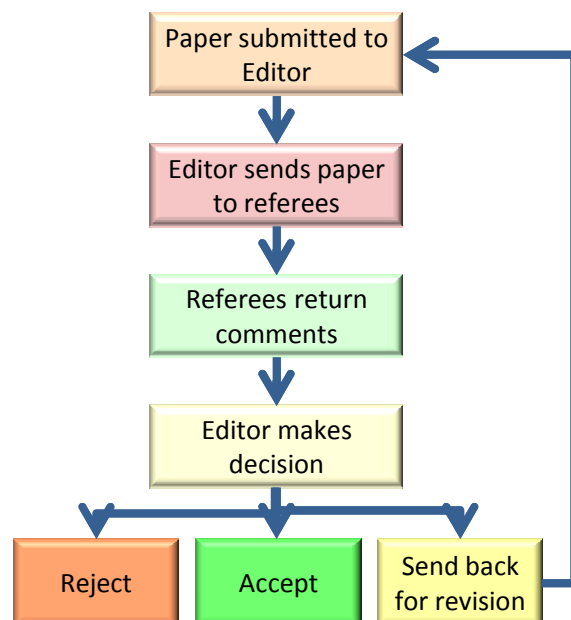 Paper submitted to
Editor
Editor sends paper
to referees
Referees return
comments
Editor makes
decision
Reject
Accept
Send back
for revision